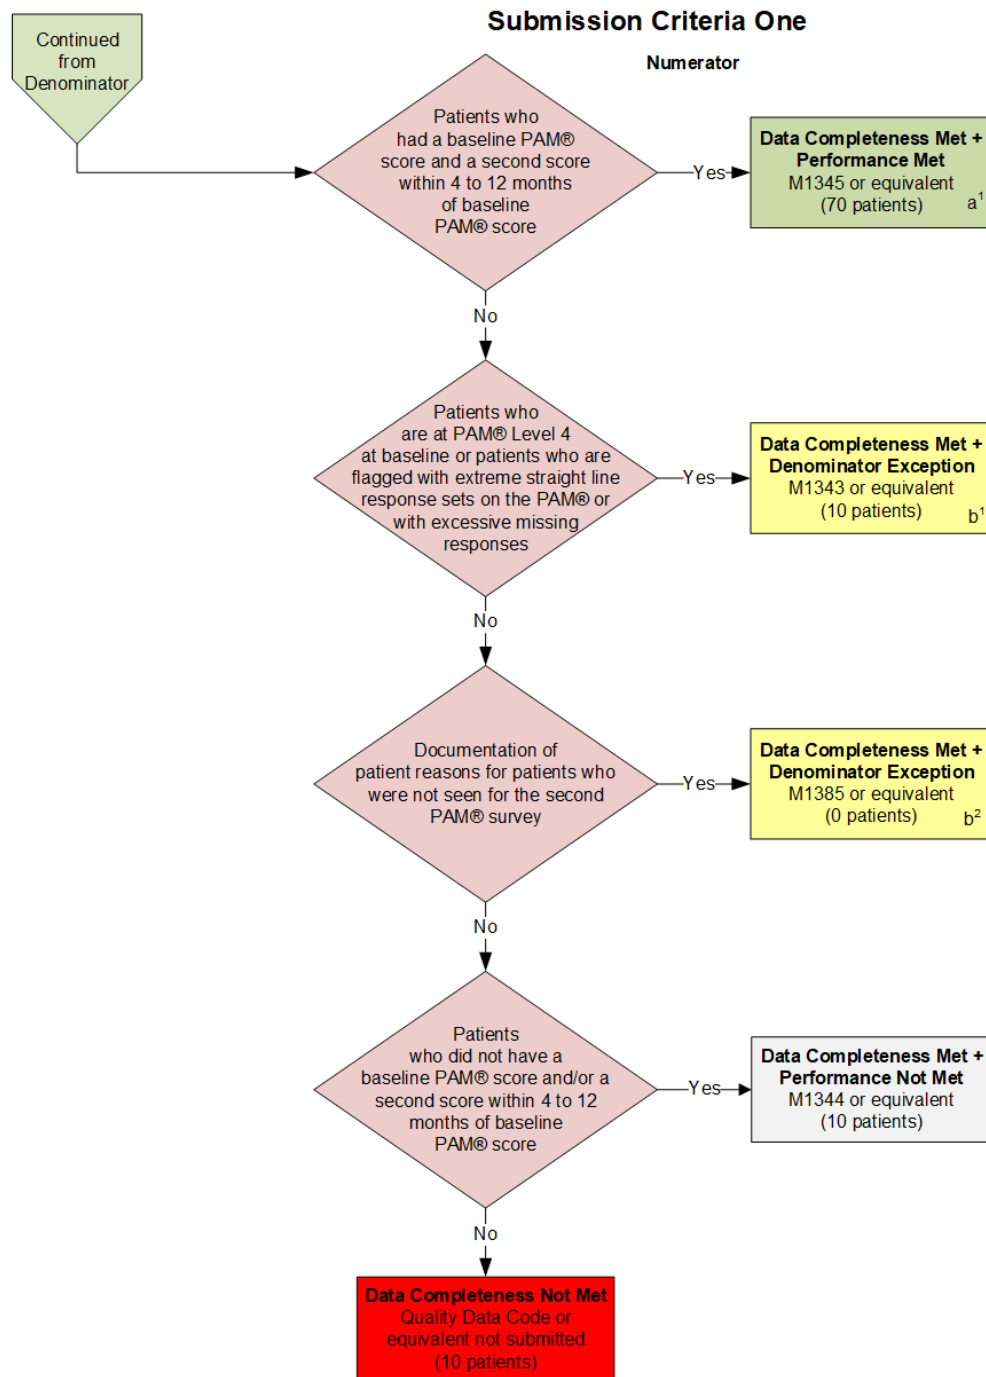 Submission Criteria One
Numerator
Continued
from
Denominator
Patients who
had a baseline PAM®
score and a second score
within 4 to 12 months
of baseline
PAM® score
Yes
Data Completeness Met +
Performance Met
M1345 or equivalent
(70 patients)
a¹
No
Patients who
are at PAM® Level 4
at baseline or patients who are
flagged with extreme straight line
response sets on the PAM® or
with excessive missing
responses
Yes
Data Completeness Met +
Denominator Exception
M1343 or equivalent
(10 patients)
b¹
No
Documentation of
patient reasons for patients who
were not seen for the second
PAM® survey
Yes
Data Completeness Met +
Denominator Exception
M1385 or equivalent
(0 patients)
b²
No
Patients
who did not have a
baseline PAM® score and/or a
second score within 4 to 12
months of baseline
PAM® score
Yes
Data Completeness Met +
Performance Not Met
M1344 or equivalent
(10 patients)
No
Data Completeness Not Met
Quality Data Code or
equivalent not submitted
(10 patients)